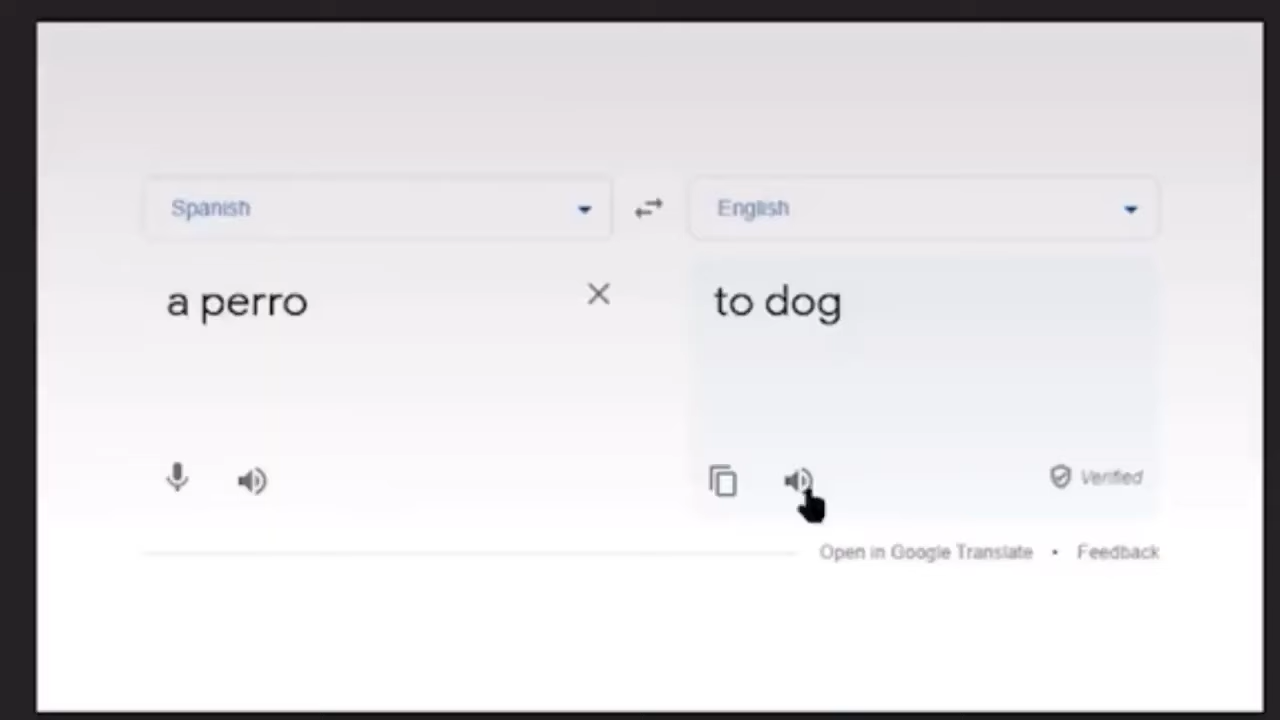 Spanish
English
a perro
to dog
Verified
Open in Google Translate • Feedback